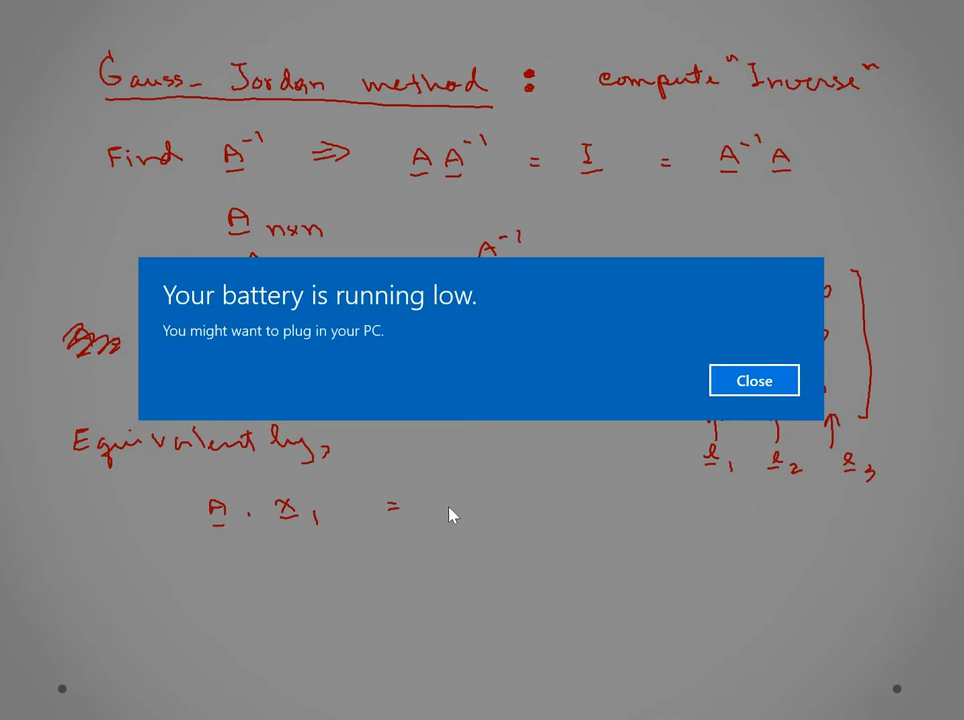 Gauss-Jordan method : compute "Inverse"
Find A⁻¹ ⇒ A A⁻¹ = I = A⁻¹ A
A n×n
A⁻¹
Your battery is running low.
You might want to plug in your PC.
Close
Equivalently,
e₁ e₂ e₃
A . x₁ =